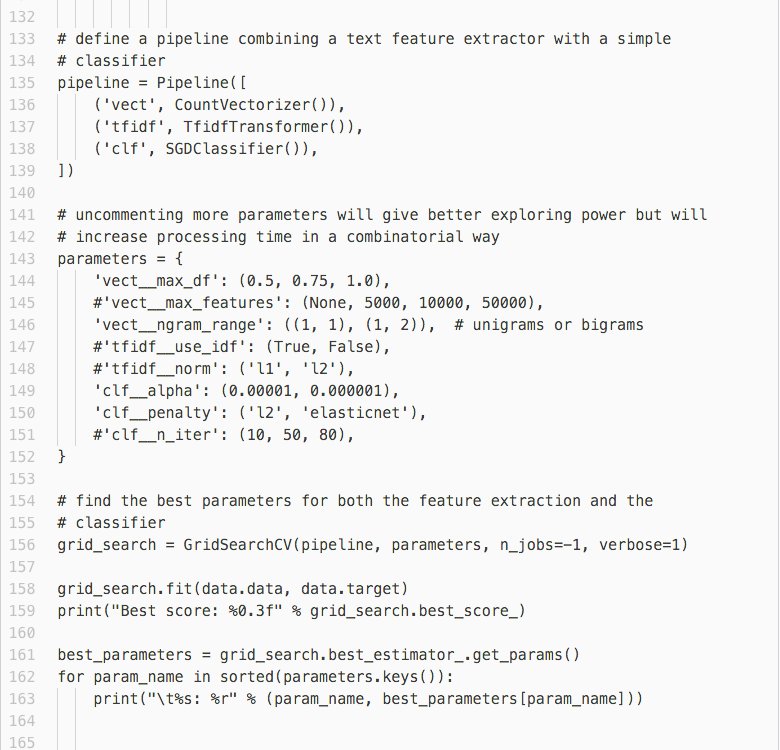 132
133 # define a pipeline combining a text feature extractor with a simple
134 # classifier
135 pipeline = Pipeline([
136     ('vect', CountVectorizer()),
137     ('tfidf', TfidfTransformer()),
138     ('clf', SGDClassifier()),
139 ])
140
141 # uncommenting more parameters will give better exploring power but will
142 # increase processing time in a combinatorial way
143 parameters = {
144     'vect__max_df': (0.5, 0.75, 1.0),
145     #'vect__max_features': (None, 5000, 10000, 50000),
146     'vect__ngram_range': ((1, 1), (1, 2)),  # unigrams or bigrams
147     #'tfidf__use_idf': (True, False),
148     #'tfidf__norm': ('l1', 'l2'),
149     'clf__alpha': (0.00001, 0.000001),
150     'clf__penalty': ('l2', 'elasticnet'),
151     #'clf__n_iter': (10, 50, 80),
152 }
153
154 # find the best parameters for both the feature extraction and the
155 # classifier
156 grid_search = GridSearchCV(pipeline, parameters, n_jobs=-1, verbose=1)
157
158 grid_search.fit(data.data, data.target)
159 print("Best score: %0.3f" % grid_search.best_score_)
160
161 best_parameters = grid_search.best_estimator_.get_params()
162 for param_name in sorted(parameters.keys()):
163     print("\t%s: %r" % (param_name, best_parameters[param_name]))
164
165